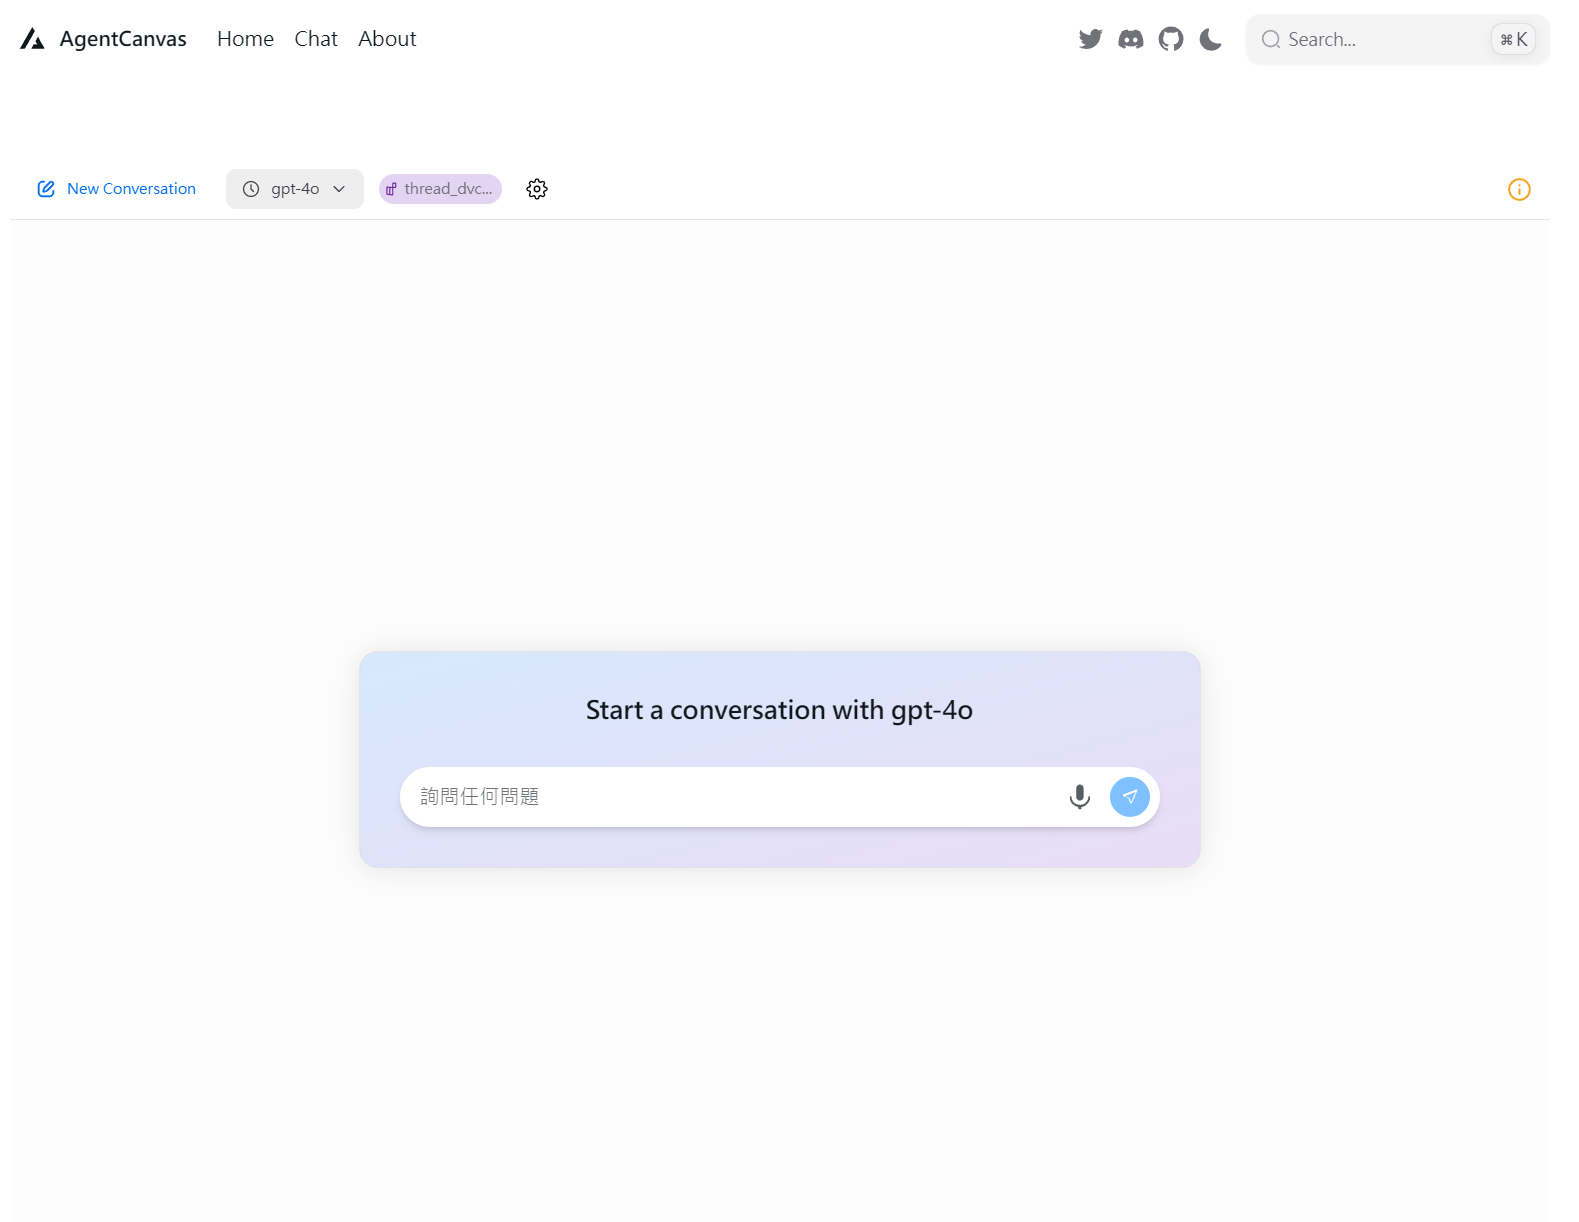 AgentCanvas Home Chat About Search... ⌘ K
New Conversation gpt-4o thread_dvc...
Start a conversation with gpt-4o
詢問任何問題